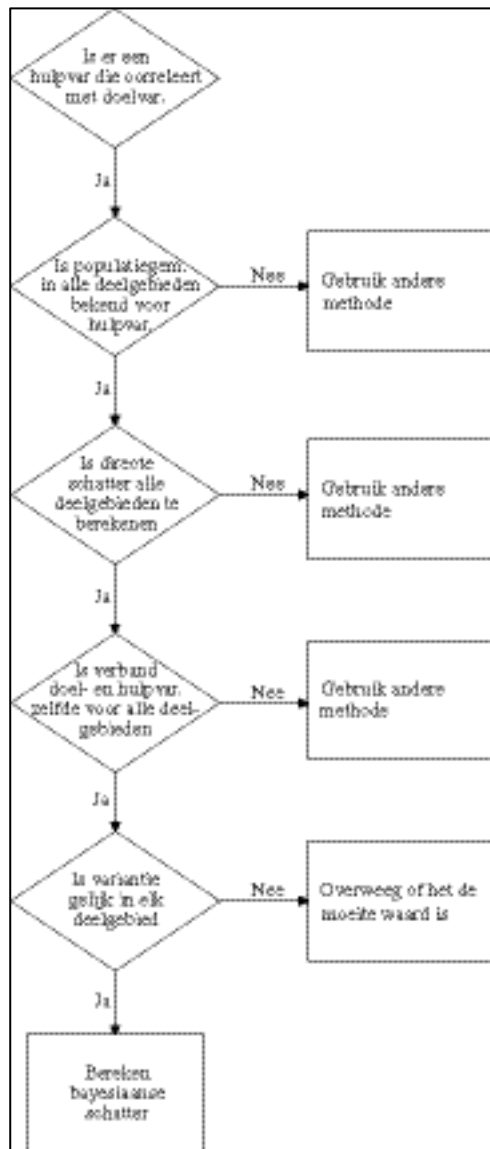 Is er een
hulpvar die correleert
met doelvar.
Ja
Is populatiegem.
in alle deelgebieden
bekend voor
hulpvar.
Nee
Gebruik andere
methode
Ja
Is directe
schatter alle
deelgebieden te
berekenen
Nee
Gebruik andere
methode
Ja
Is verband
doel- en hulpvar.
zelfde voor alle deel-
gebieden
Nee
Gebruik andere
methode
Ja
Is variantie
gelijk in elk
deelgebied
Nee
Overweeg of het de
moeite waard is
Ja
Bereken
bayesiaanse
schatter